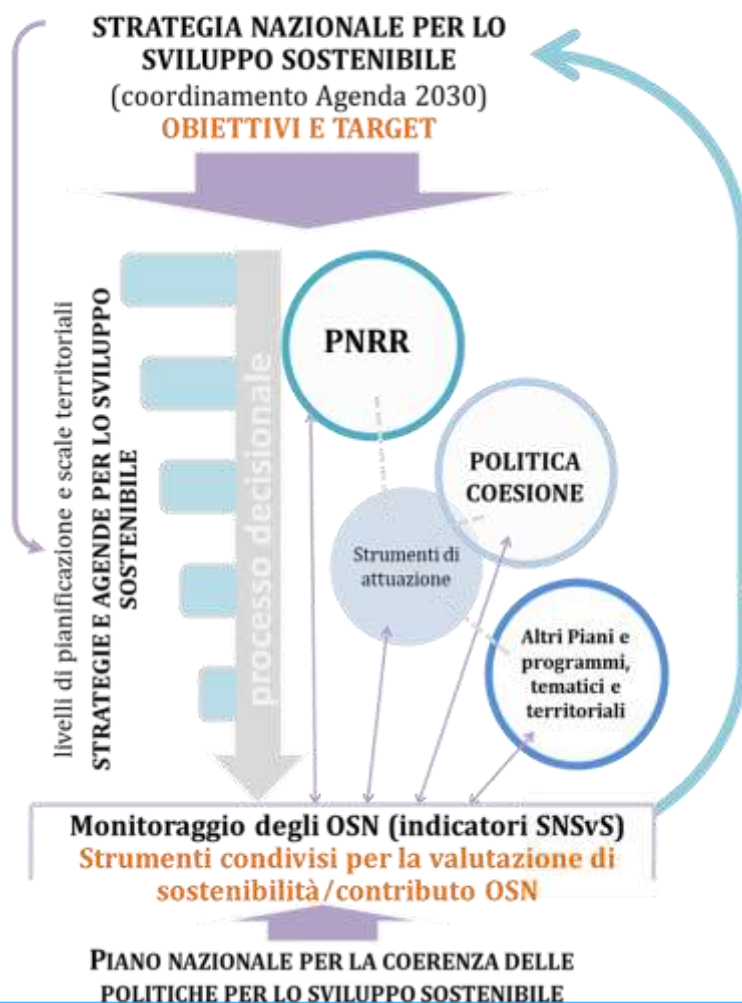 STRATEGIA NAZIONALE PER LO
SVILUPPO SOSTENIBILE
(coordinamento Agenda 2030)
OBIETTIVI E TARGET
livelli di pianificazione e scale territoriali
STRATEGIE E AGENDE PER LO SVILUPPO
SOSTENIBILE
processo decisionale
PNRR
POLITICA
COESIONE
Strumenti di
attuazione
Altri Piani e
programmi,
tematici e
territoriali
Monitoraggio degli OSN (indicatori SNSvS)
Strumenti condivisi per la valutazione di
sostenibilità/contributo OSN
PIANO NAZIONALE PER LA COERENZA DELLE
POLITICHE PER LO SVILUPPO SOSTENIBILE